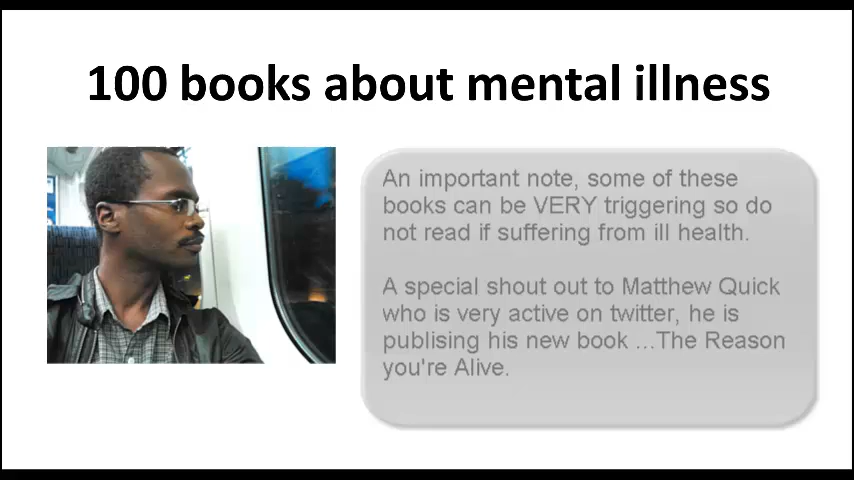 100 books about mental illness
An important note, some of these
books can be VERY triggering so do
not read if suffering from ill health.
A special shout out to Matthew Quick
who is very active on twitter, he is
publising his new book ...The Reason
you're Alive.